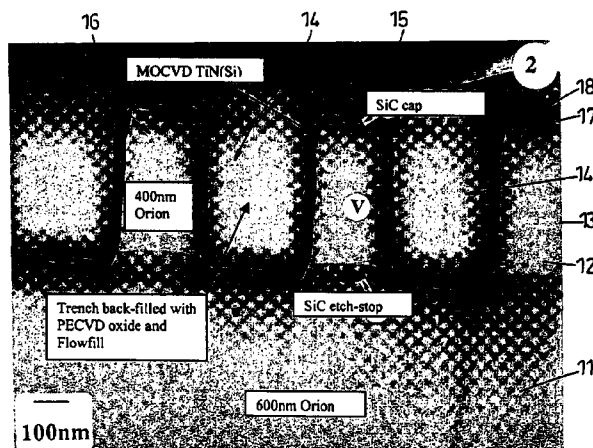 16 14 15
2
MOCVD TiN(Si)
SiC cap
18
17
14
400nm
Orion
V
13
12
Trench back-filled with
PECVD oxide and
Flowfill
SiC etch-stop
11
600nm Orion
100nm